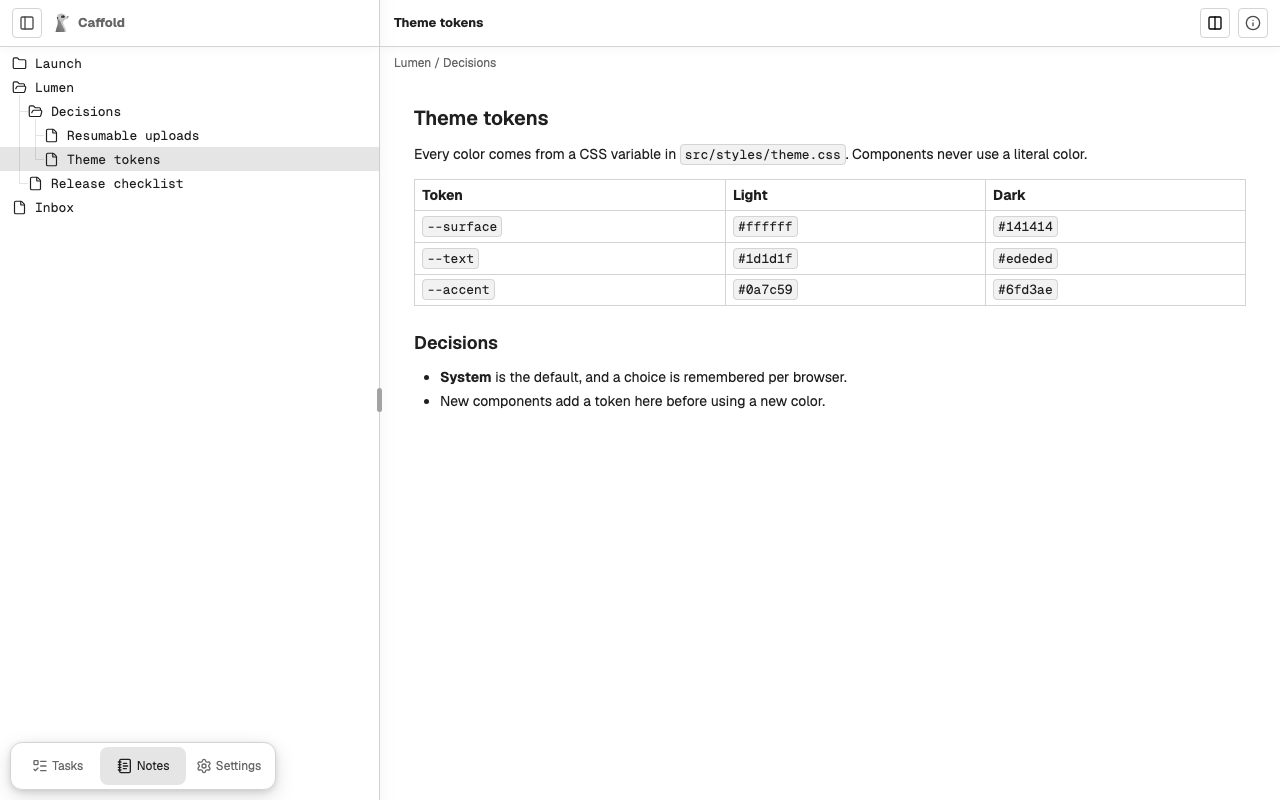 Caffold
Theme tokens
Launch
Lumen
Decisions
Resumable uploads
Theme tokens
Release checklist
Inbox
Lumen / Decisions
Theme tokens
Every color comes from a CSS variable in src/styles/theme.css. Components never use a literal color.
Token Light Dark
--surface #ffffff #141414
--text #1d1d1f #ededed
--accent #0a7c59 #6fd3ae
Decisions
System is the default, and a choice is remembered per browser.
New components add a token here before using a new color.
Tasks Notes Settings